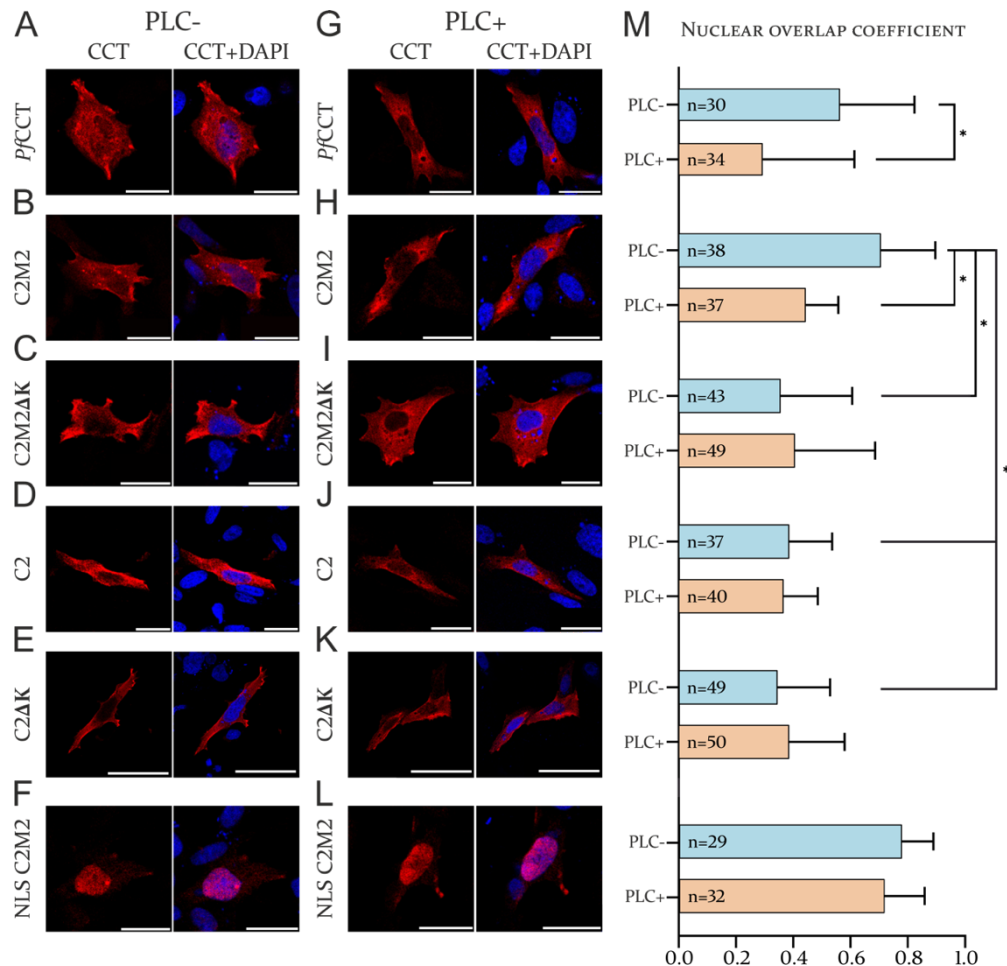 A PLC- G PLC+ M NUCLEAR OVERLAP COEFFICIENT
CCT CCT+DAPI CCT CCT+DAPI
PfCCT PfCCT
PLC- n=30
*
PLC+ n=34
B H
C2M2 C2M2
PLC- n=38
*
PLC+ n=37
*
C I
C2M2ΔK C2M2ΔK
PLC- n=43
PLC+ n=49
*
D J
C2 C2
PLC- n=37
PLC+ n=40
E K
C2ΔK C2ΔK
PLC- n=49
PLC+ n=50
F L
NLS C2M2 NLS C2M2
PLC- n=29
PLC+ n=32
0.0 0.2 0.4 0.6 0.8 1.0